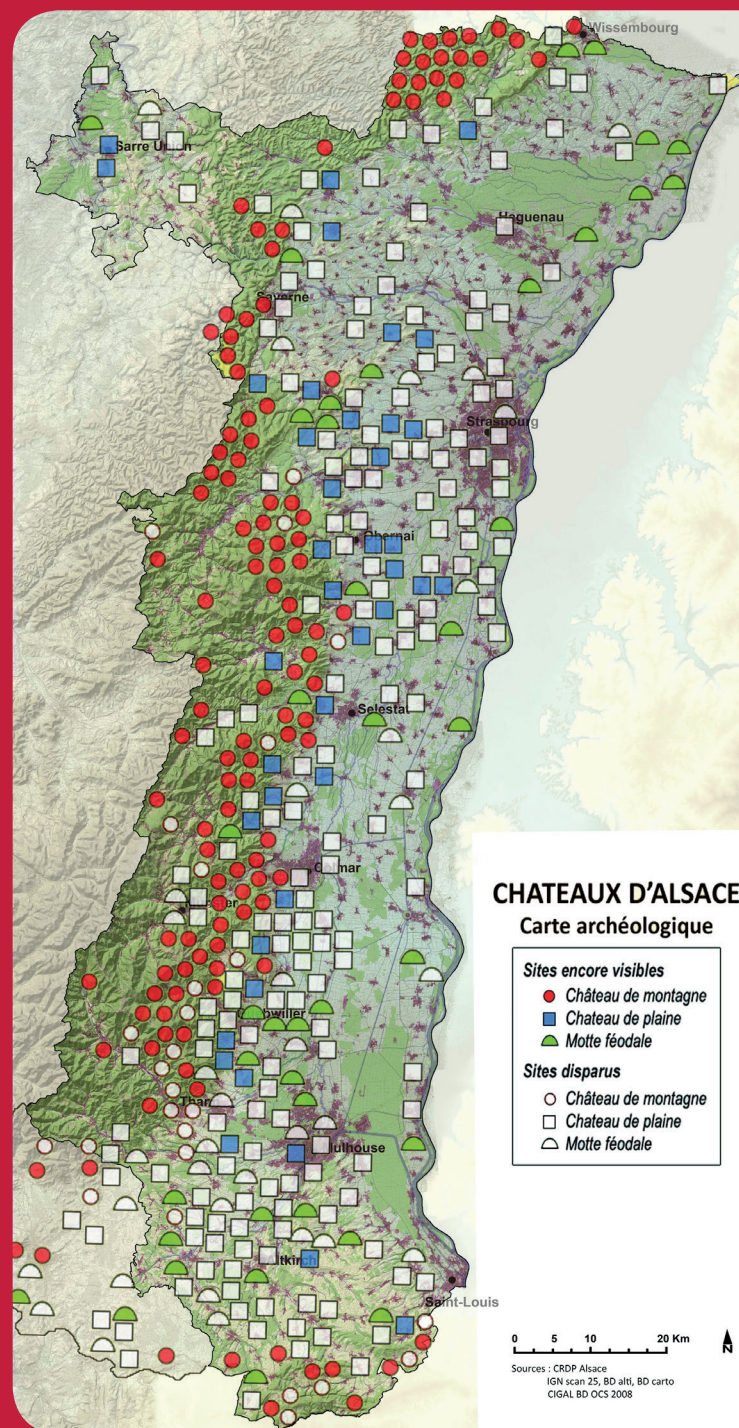 Wissembourg
Sarre Union
Haguenau
Saverne
Strasbourg
Obernai
Selestat
Colmar
CHATEAUX D'ALSACE
Carte archéologique
Sites encore visibles
Château de montagne
Chateau de plaine
Motte féodale
Sites disparus
Château de montagne
Chateau de plaine
Motte féodale
Mulhouse
Altkirch
Saint-Louis
0 5 10 20 Km
N
Sources : CRDP Alsace
IGN scan 25, BD alti, BD carto
CIGAL BD OCS 2008